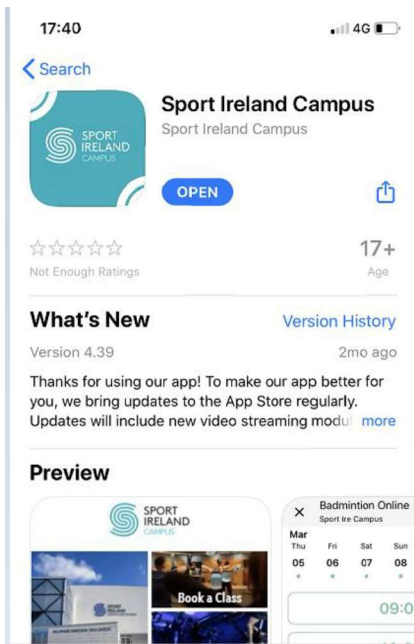 17:40
4G
Search
SPORT
IRELAND
CAMPUS
Sport Ireland Campus
Sport Ireland Campus
OPEN
Not Enough Ratings
17+
Age
What's New
Version History
Version 4.39
2mo ago
Thanks for using our app! To make our app better for
you, we bring updates to the App Store regularly.
Updates will include new video streaming modul more
Preview
SPORT
IRELAND
CAMPUS
Book a Class
Badmintion Online
Sport Ire Campus
Mar
Thu Fri Sat Sun
05 06 07 08
09:0